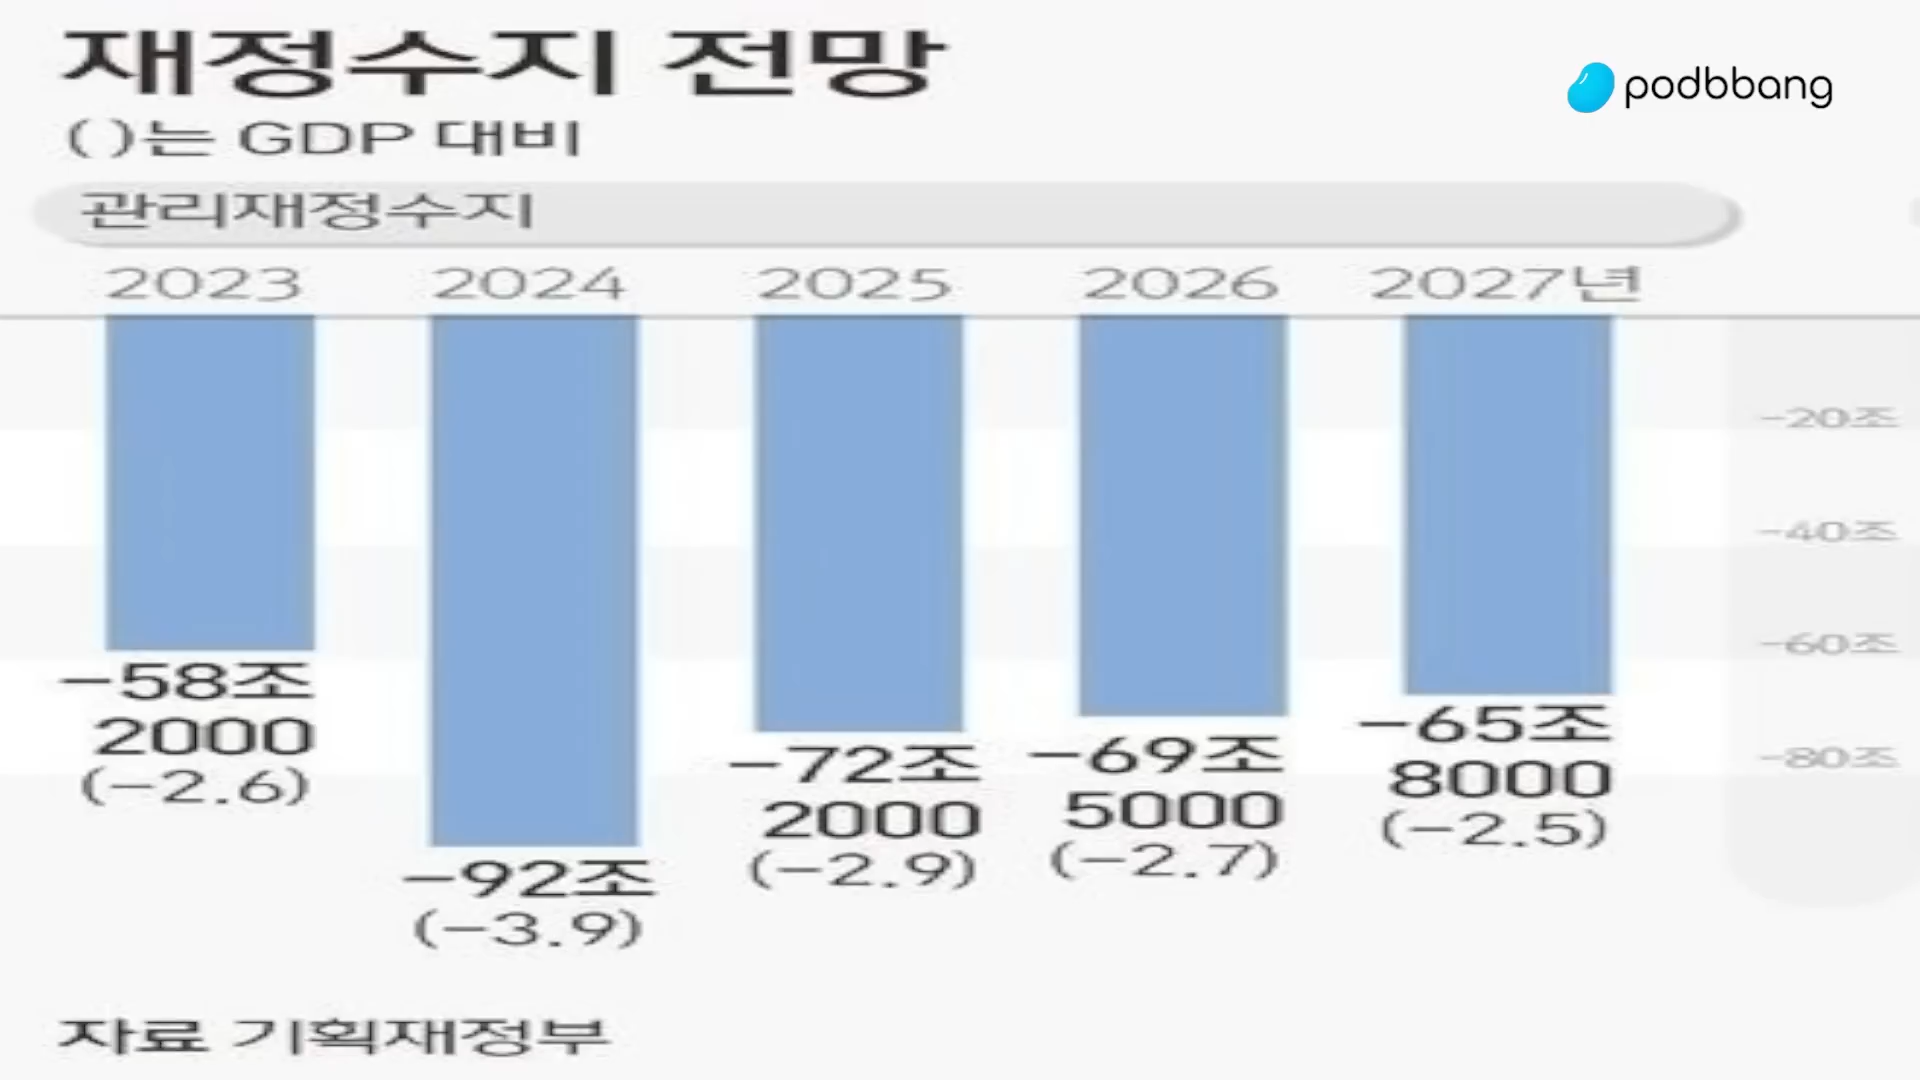 재정수지 전망
podbbang
( )는 GDP 대비
관리재정수지
2023 2024 2025 2026 2027년
-20조
-40조
-60조
-80조
-58조
2000
(-2.6)
-92조
(-3.9)
-72조
2000
(-2.9)
-69조
5000
(-2.7)
-65조
8000
(-2.5)
자료 기획재정부